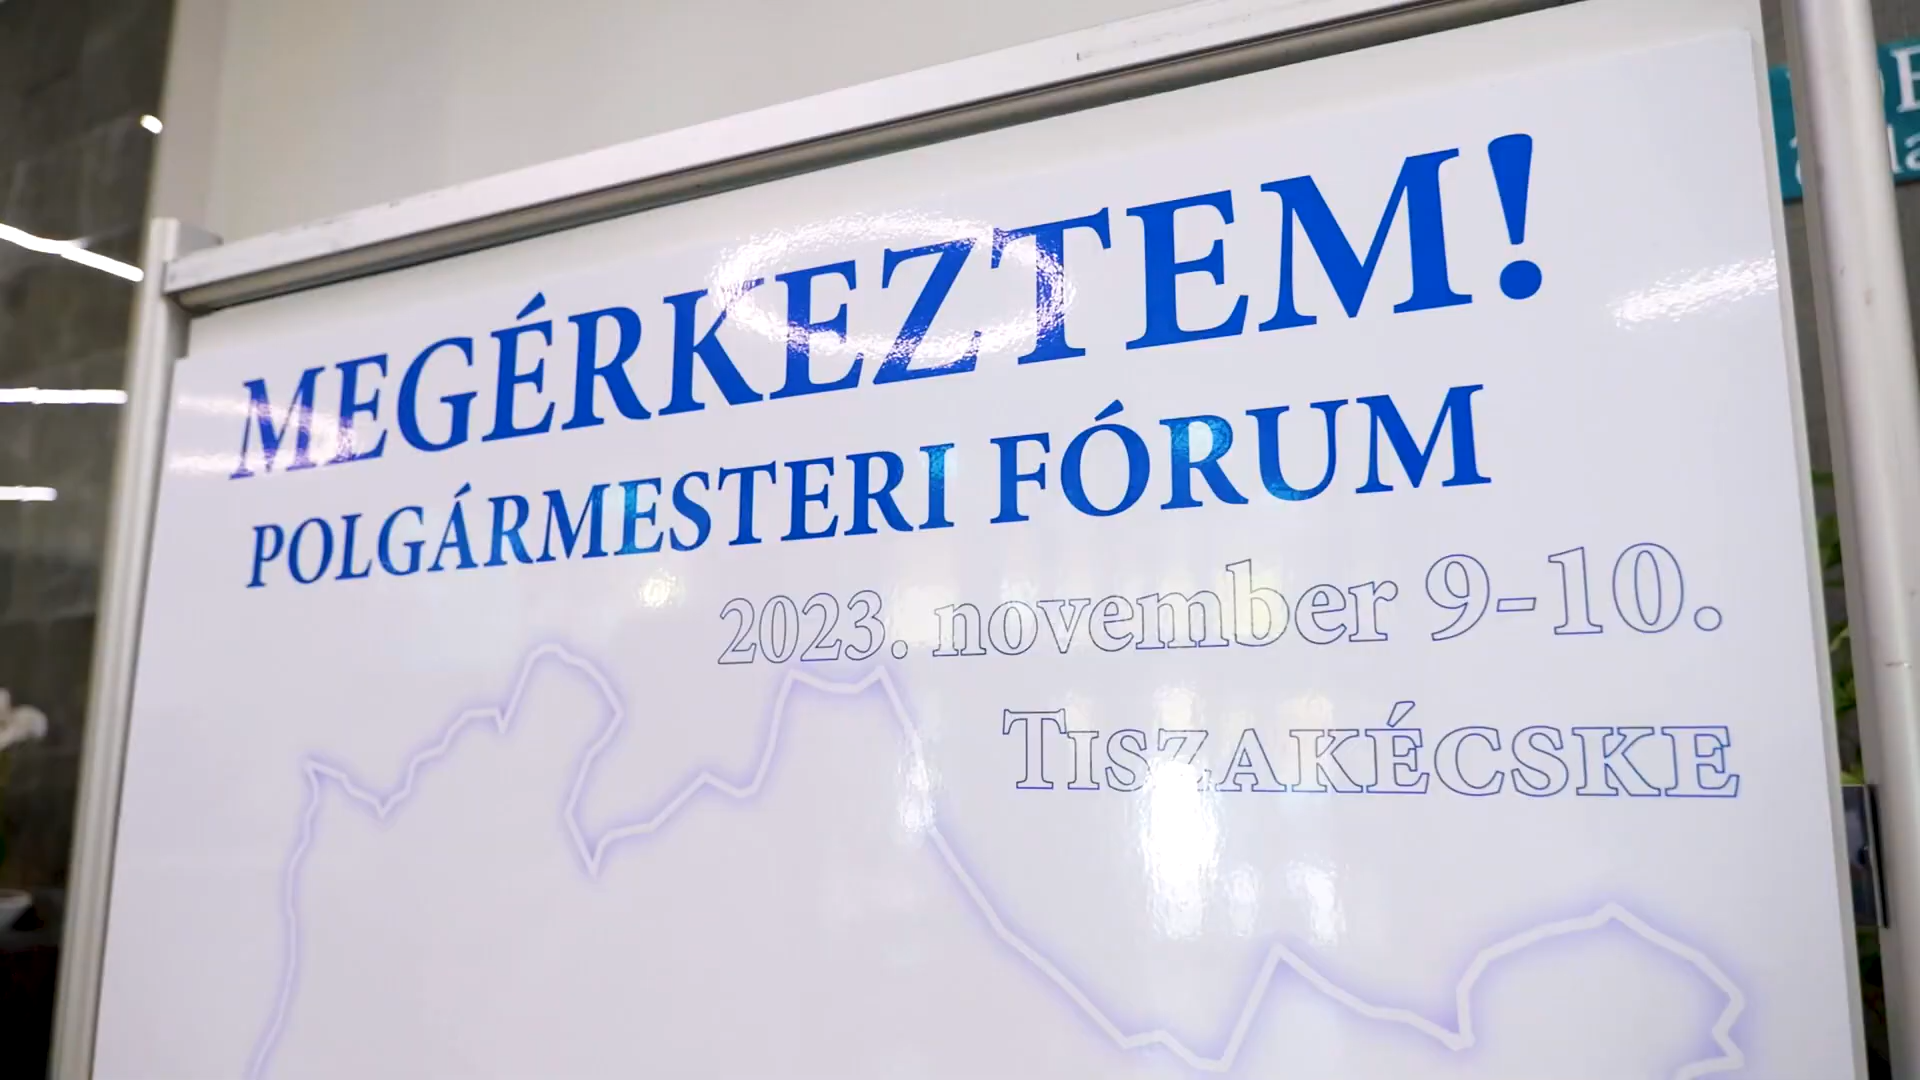 MEGÉRKEZTEM!
POLGÁRMESTERI FÓRUM
2023. november 9-10.
TISZAKÉCSKE